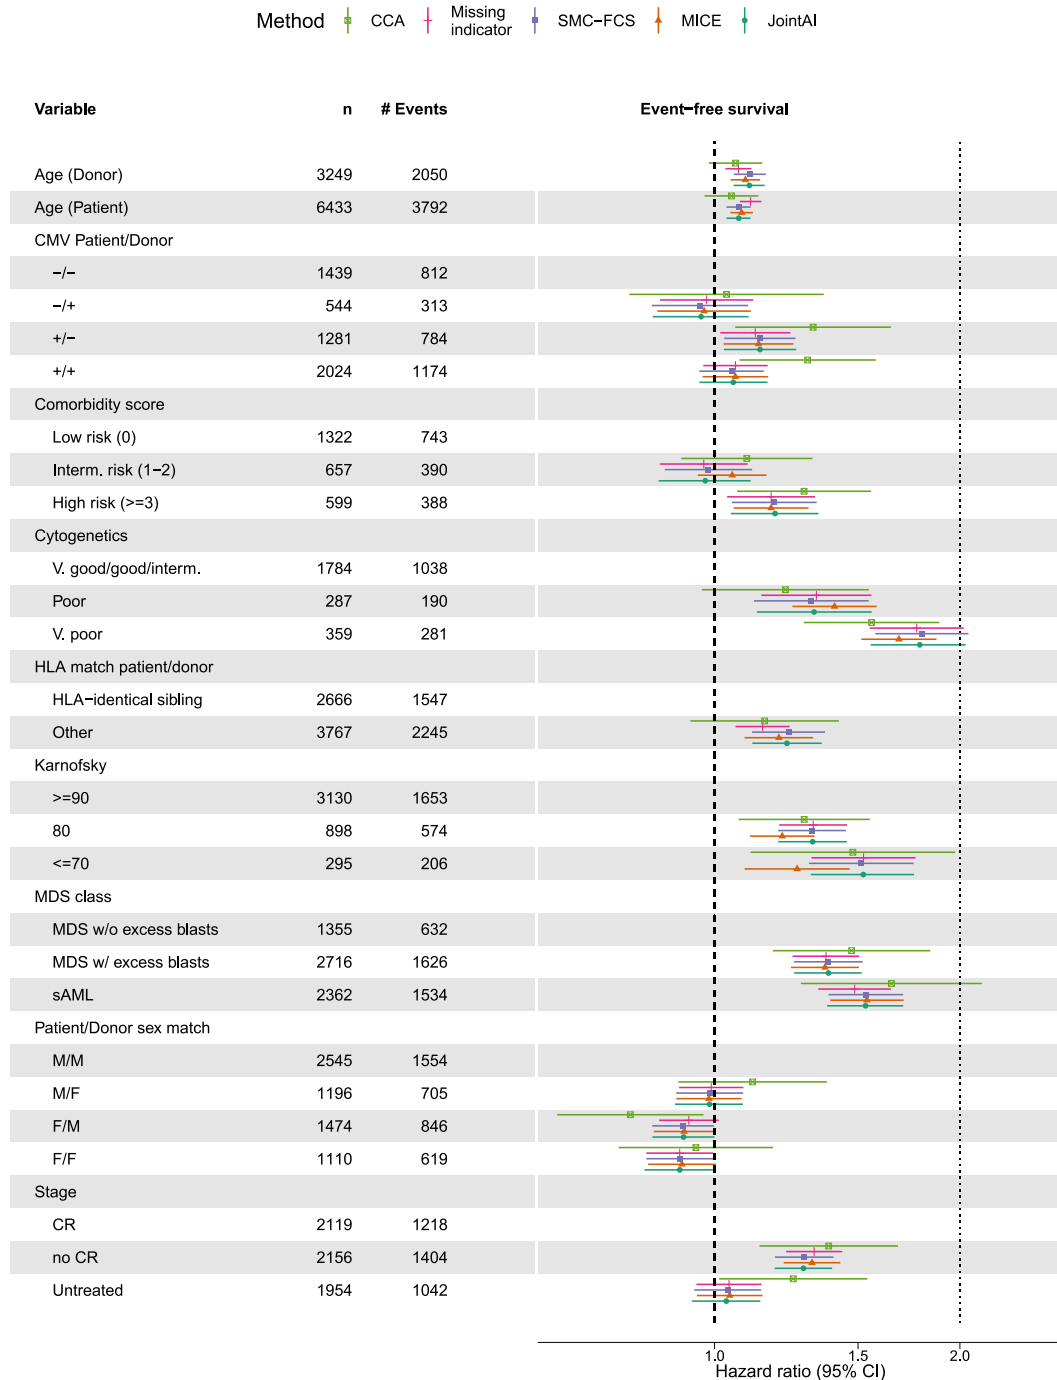 Method CCA Missing indicator SMC−FCS MICE JointAI
Variable n # Events Event−free survival
Age (Donor) 3249 2050
Age (Patient) 6433 3792
CMV Patient/Donor
−/− 1439 812
−/+ 544 313
+/− 1281 784
+/+ 2024 1174
Comorbidity score
Low risk (0) 1322 743
Interm. risk (1−2) 657 390
High risk (>=3) 599 388
Cytogenetics
V. good/good/interm. 1784 1038
Poor 287 190
V. poor 359 281
HLA match patient/donor
HLA−identical sibling 2666 1547
Other 3767 2245
Karnofsky
>=90 3130 1653
80 898 574
<=70 295 206
MDS class
MDS w/o excess blasts 1355 632
MDS w/ excess blasts 2716 1626
sAML 2362 1534
Patient/Donor sex match
M/M 2545 1554
M/F 1196 705
F/M 1474 846
F/F 1110 619
Stage
CR 2119 1218
no CR 2156 1404
Untreated 1954 1042
1.0 1.5 2.0
Hazard ratio (95% CI)